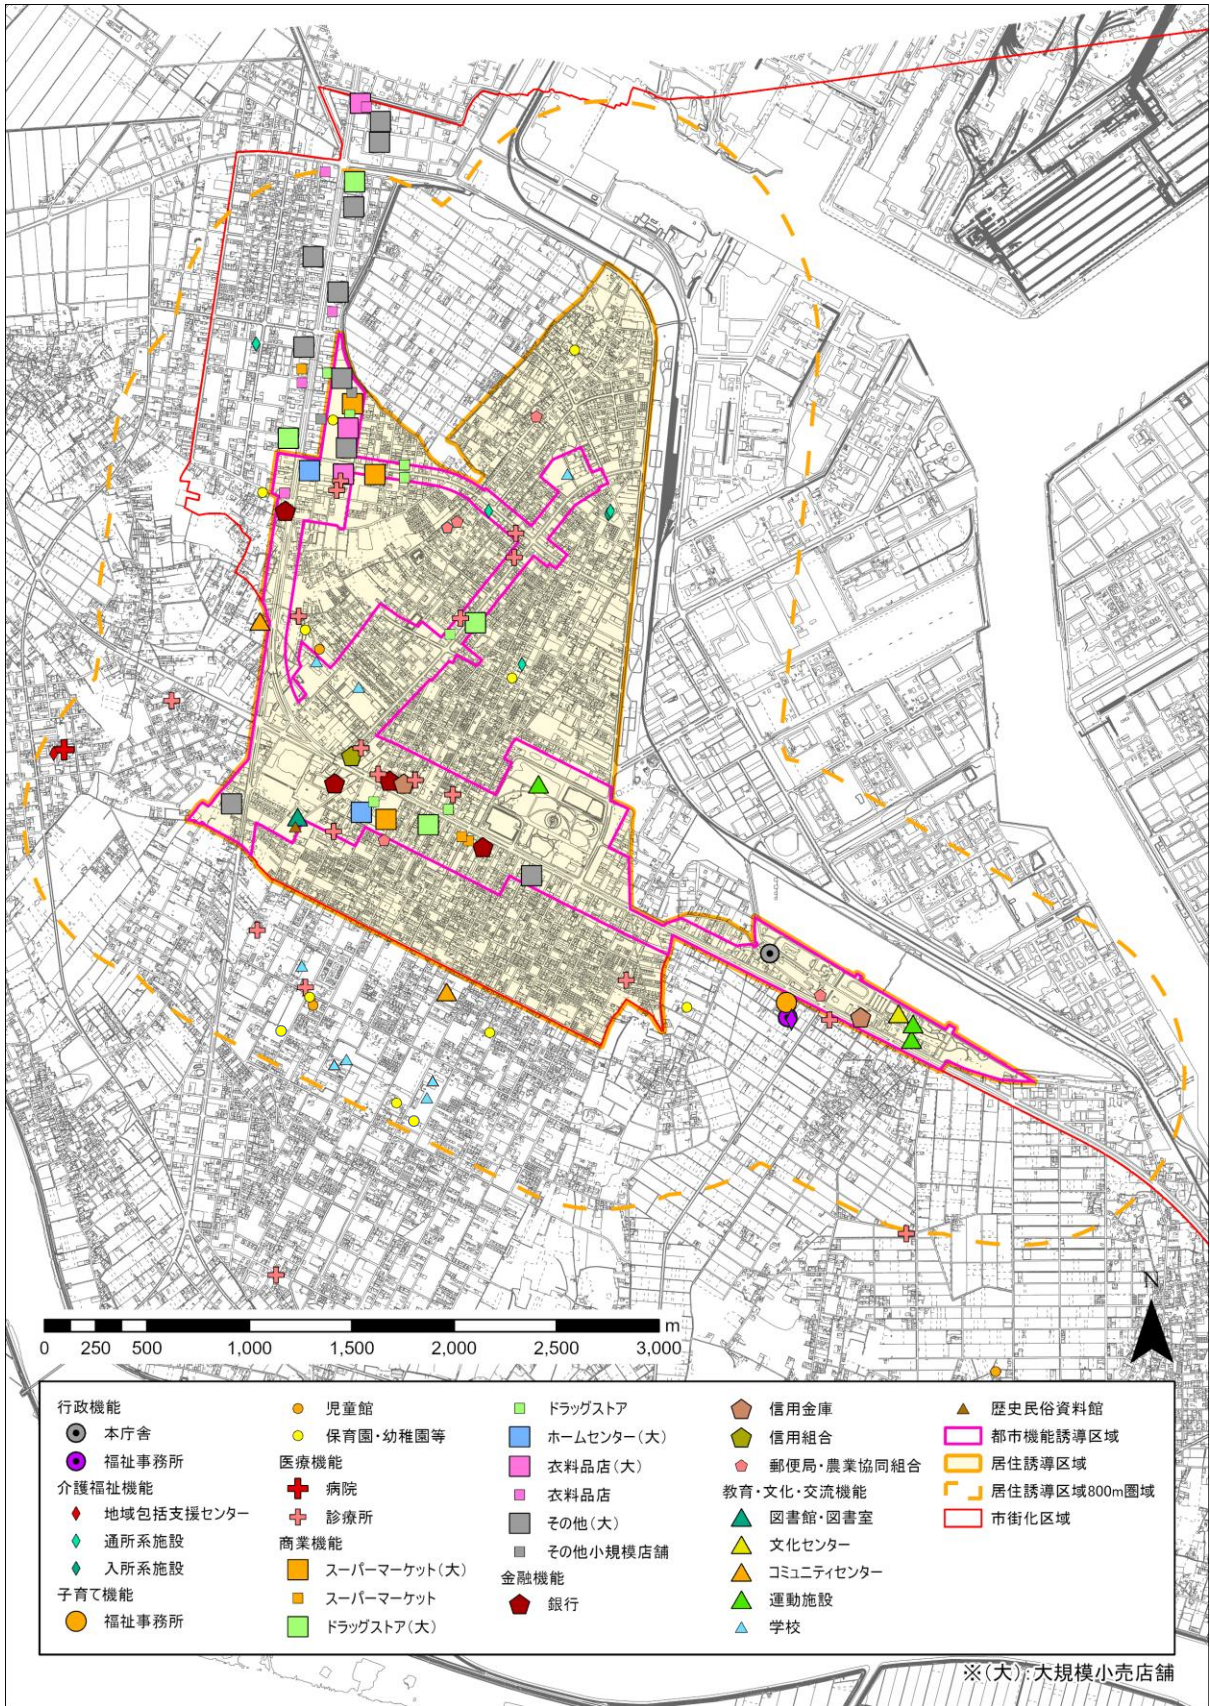 N
m
0 250 500 1,000 1,500 2,000 2,500 3,000
行政機能
本庁舎
福祉事務所
介護福祉機能
地域包括支援センター
通所系施設
入所系施設
子育て機能
福祉事務所
児童館
保育園・幼稚園等
医療機能
病院
診療所
商業機能
スーパーマーケット(大)
スーパーマーケット
ドラッグストア(大)
ドラッグストア
ホームセンター(大)
衣料品店(大)
衣料品店
その他(大)
その他小規模店舗
金融機能
銀行
信用金庫
信用組合
郵便局・農業協同組合
教育・文化・交流機能
図書館・図書室
文化センター
コミュニティセンター
運動施設
学校
歴史民俗資料館
都市機能誘導区域
居住誘導区域
居住誘導区域800m圏域
市街化区域
※(大):大規模小売店舗